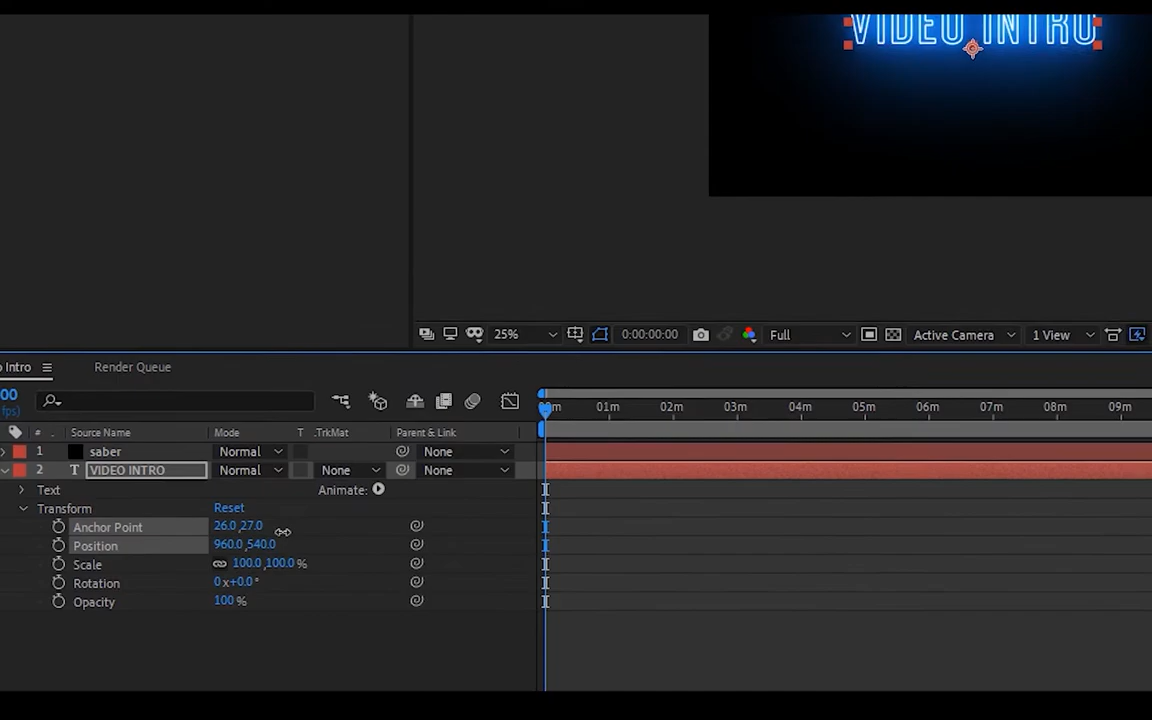 VIDEO INTRO
25%
0:00:00:00
Full
Active Camera
1 View
o Intro
Render Queue
00
fps)
00m 01m 02m 03m 04m 05m 06m 07m 08m 09m
# Source Name Mode T .TrkMat Parent & Link
1 saber Normal None
2 T VIDEO INTRO Normal None None
Text Animate:
Transform Reset
Anchor Point 26.0,27.0
Position 960.0,540.0
Scale 100.0,100.0 %
Rotation 0 x+0.0°
Opacity 100 %